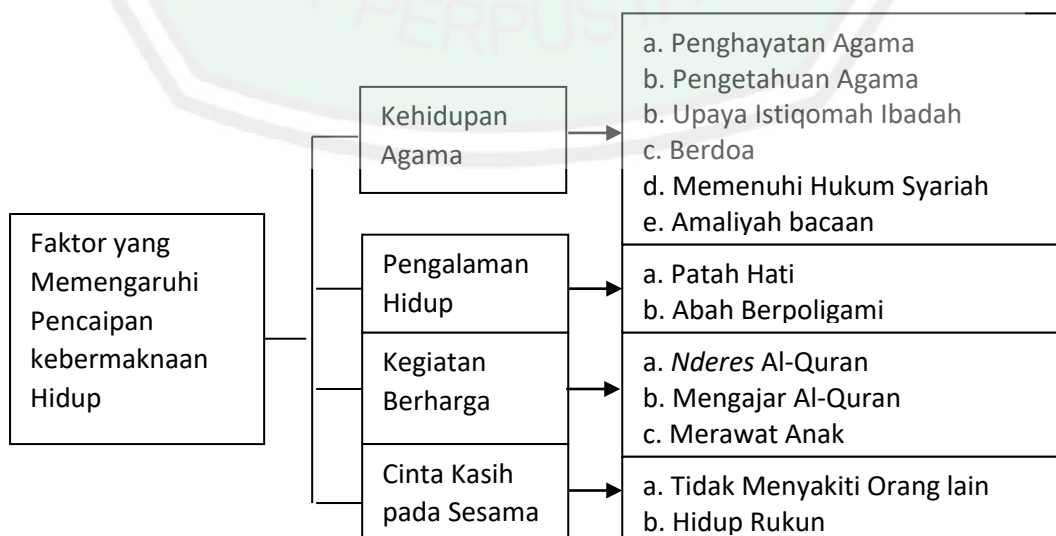 PERPUST
Faktor yang
Memengaruhi
Pencaipan
kebermaknaan
Hidup
Kehidupan
Agama
a. Penghayatan Agama
b. Pengetahuan Agama
b. Upaya Istiqomah Ibadah
c. Berdoa
d. Memenuhi Hukum Syariah
e. Amaliyah bacaan
Pengalaman
Hidup
a. Patah Hati
b. Abah Berpoligami
Kegiatan
Berharga
a. Nderes Al-Quran
b. Mengajar Al-Quran
c. Merawat Anak
Cinta Kasih
pada Sesama
a. Tidak Menyakiti Orang lain
b. Hidup Rukun